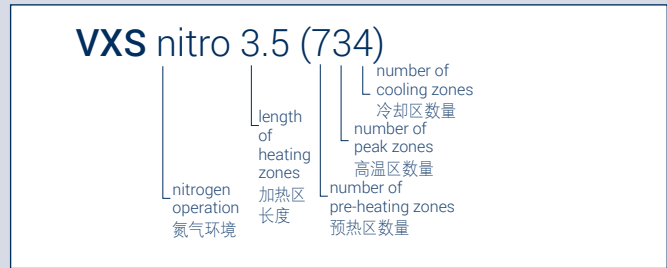 VXS nitro 3.5 (734)
number of
cooling zones
冷却区数量
length
of
heating
zones
加热区
长度
number of
peak zones
高温区数量
nitrogen
operation
氮气环境
number of
pre-heating zones
预热区数量